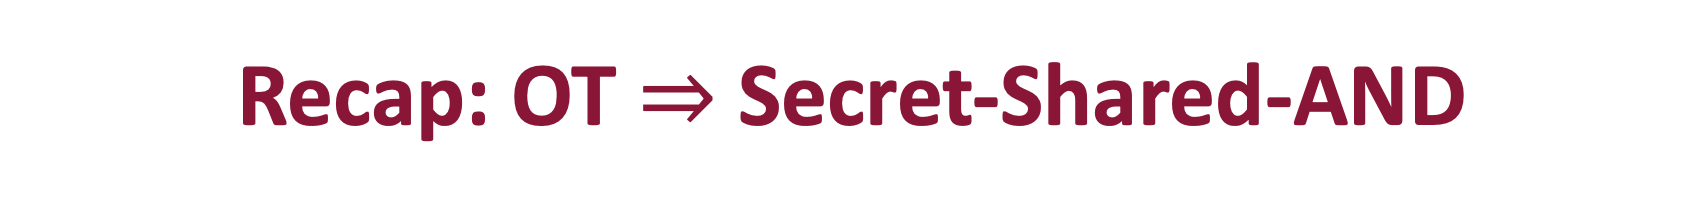 Recap: OT ⇒ Secret-Shared-AND